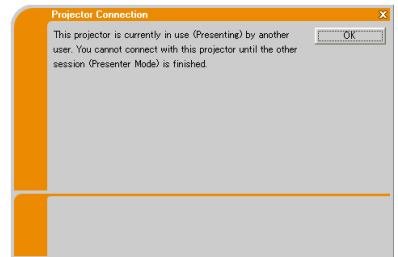 Projector Connection
This projector is currently in use (Presenting) by another
user. You cannot connect with this projector until the other
session (Presenter Mode) is finished.
OK